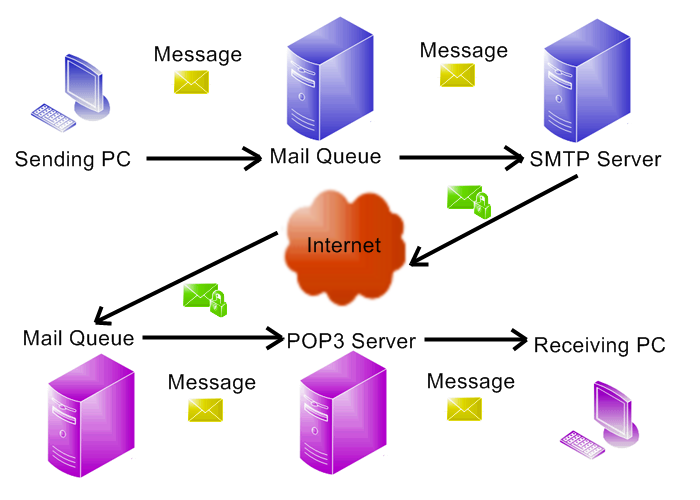 Message
Message
Sending PC
Mail Queue
SMTP Server
Internet
Mail Queue
POP3 Server
Receiving PC
Message
Message